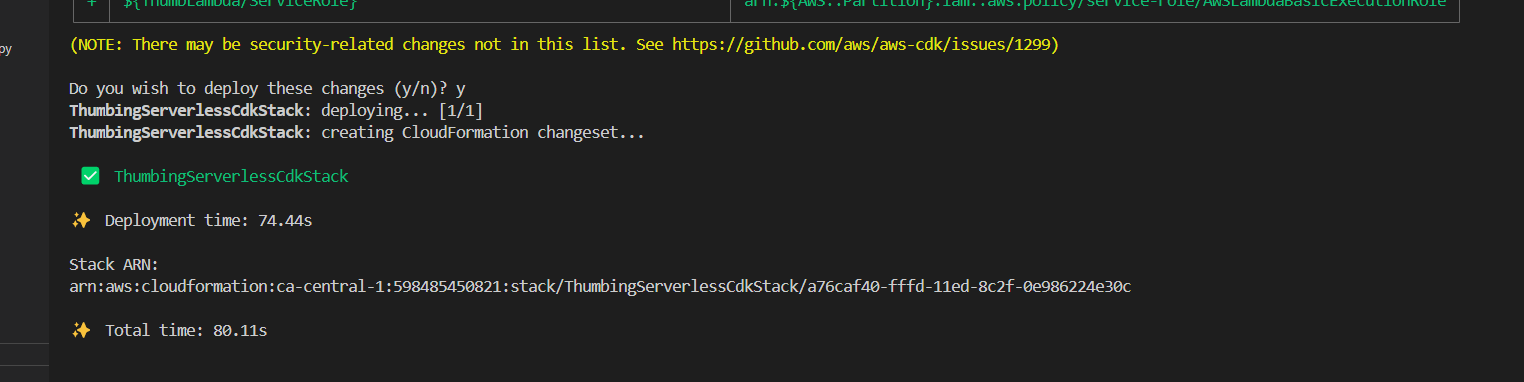 py
+ ${ThumbLambda/ServiceRole} arn:${AWS::Partition}:iam::aws:policy/service-role/AWSLambdaBasicExecutionRole
(NOTE: There may be security-related changes not in this list. See https://github.com/aws/aws-cdk/issues/1299)
Do you wish to deploy these changes (y/n)? y
ThumbingServerlessCdkStack: deploying... [1/1]
ThumbingServerlessCdkStack: creating CloudFormation changeset...
✅ ThumbingServerlessCdkStack
✨ Deployment time: 74.44s
Stack ARN:
arn:aws:cloudformation:ca-central-1:598485450821:stack/ThumbingServerlessCdkStack/a76caf40-fffd-11ed-8c2f-0e986224e30c
✨ Total time: 80.11s